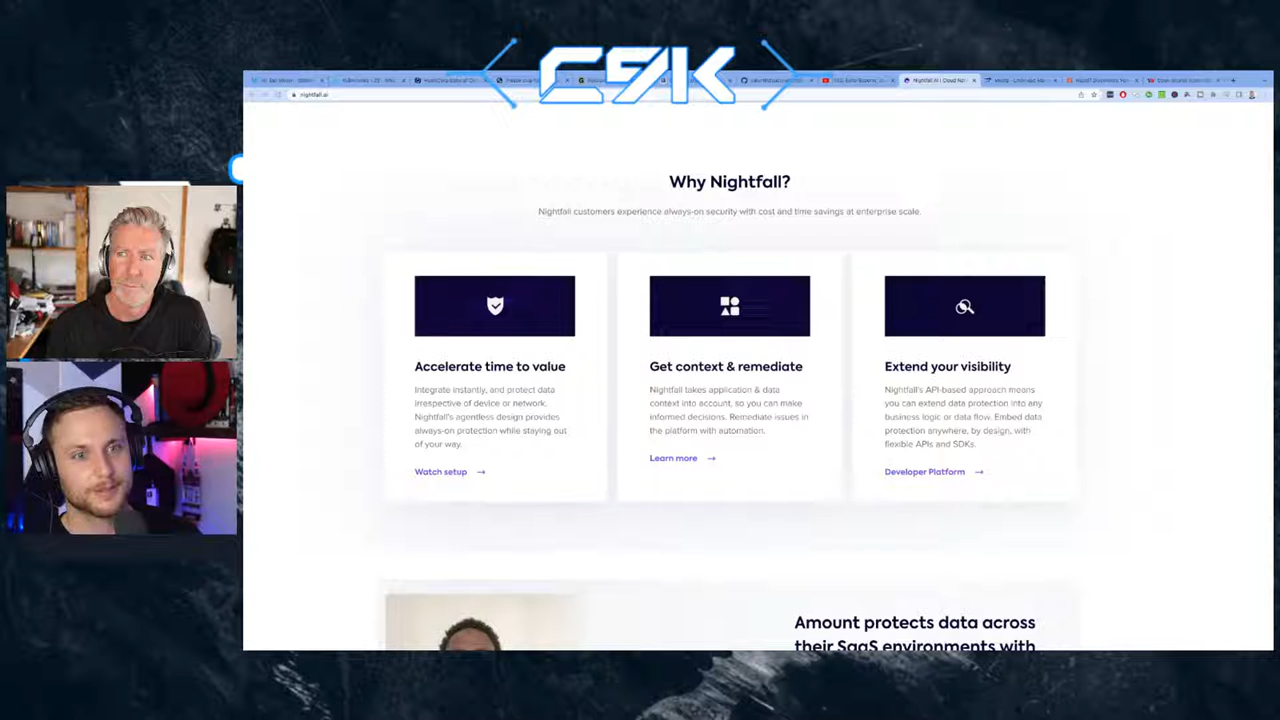 C9K
Nightfall AI | Cloud
nightfall.ai
Why Nightfall?
Nightfall customers experience always-on security with cost and time savings at enterprise scale.
Accelerate time to value
Integrate instantly, and protect data
irrespective of device or network.
Nightfall's agentless design provides
always-on protection while staying out
of your way.
Watch setup →
Get context & remediate
Nightfall takes application & data
context into account, so you can make
informed decisions. Remediate issues in
the platform with automation.
Learn more →
Extend your visibility
Nightfall's API-based approach means
you can extend data protection into any
business logic or data flow. Embed data
protection anywhere, by design, with
flexible APIs and SDKs.
Developer Platform →
Amount protects data across
their SaaS environments with